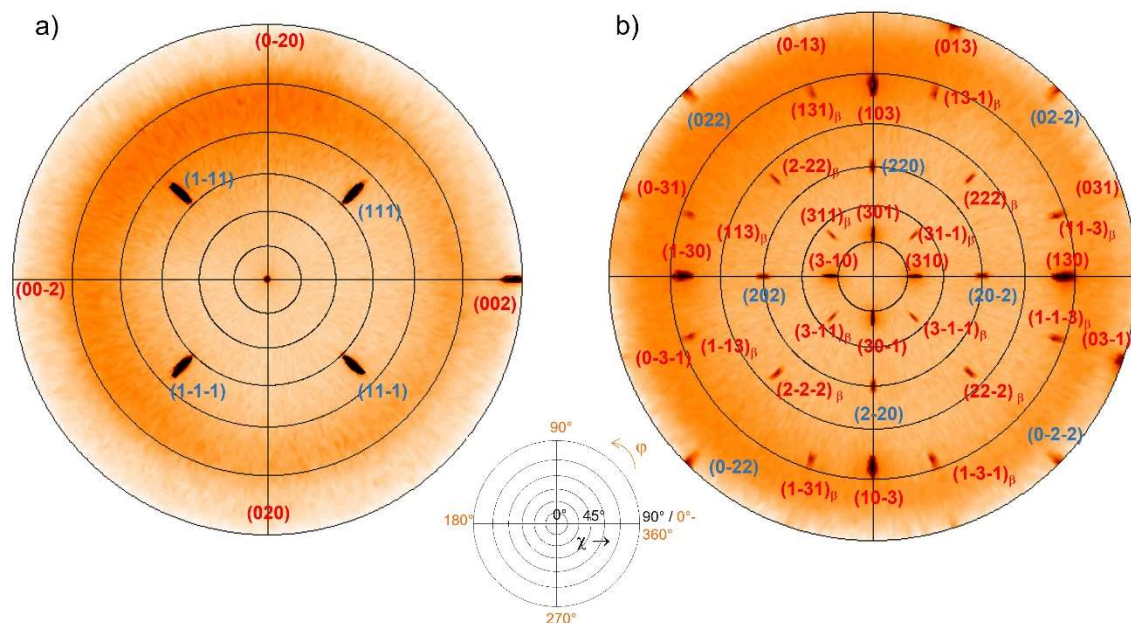 a)
(0-20)
(1-11)
(111)
(00-2)
(002)
(1-1-1)
(11-1)
(020)
b)
(0-13)
(013)
(022)
(131)β
(103)
(13-1)β
(02-2)
(2-22)β
(220)
(222)β
(0-31)
(031)
(113)β
(311)β
(301)
(31-1)β
(11-3)β
(1-30)
(3-10)
(310)
(130)
(202)
(20-2)
(0-3-1)
(1-13)β
(3-11)β
(30-1)
(3-1-1)β
(1-1-3)β
(03-1)
(2-2-2)β
(2-20)
(22-2)β
(0-22)
(1-31)β
(10-3)
(1-3-1)β
(0-2-2)
90°
φ
180°
0°
45°
90° / 0°-
360°
χ →
270°